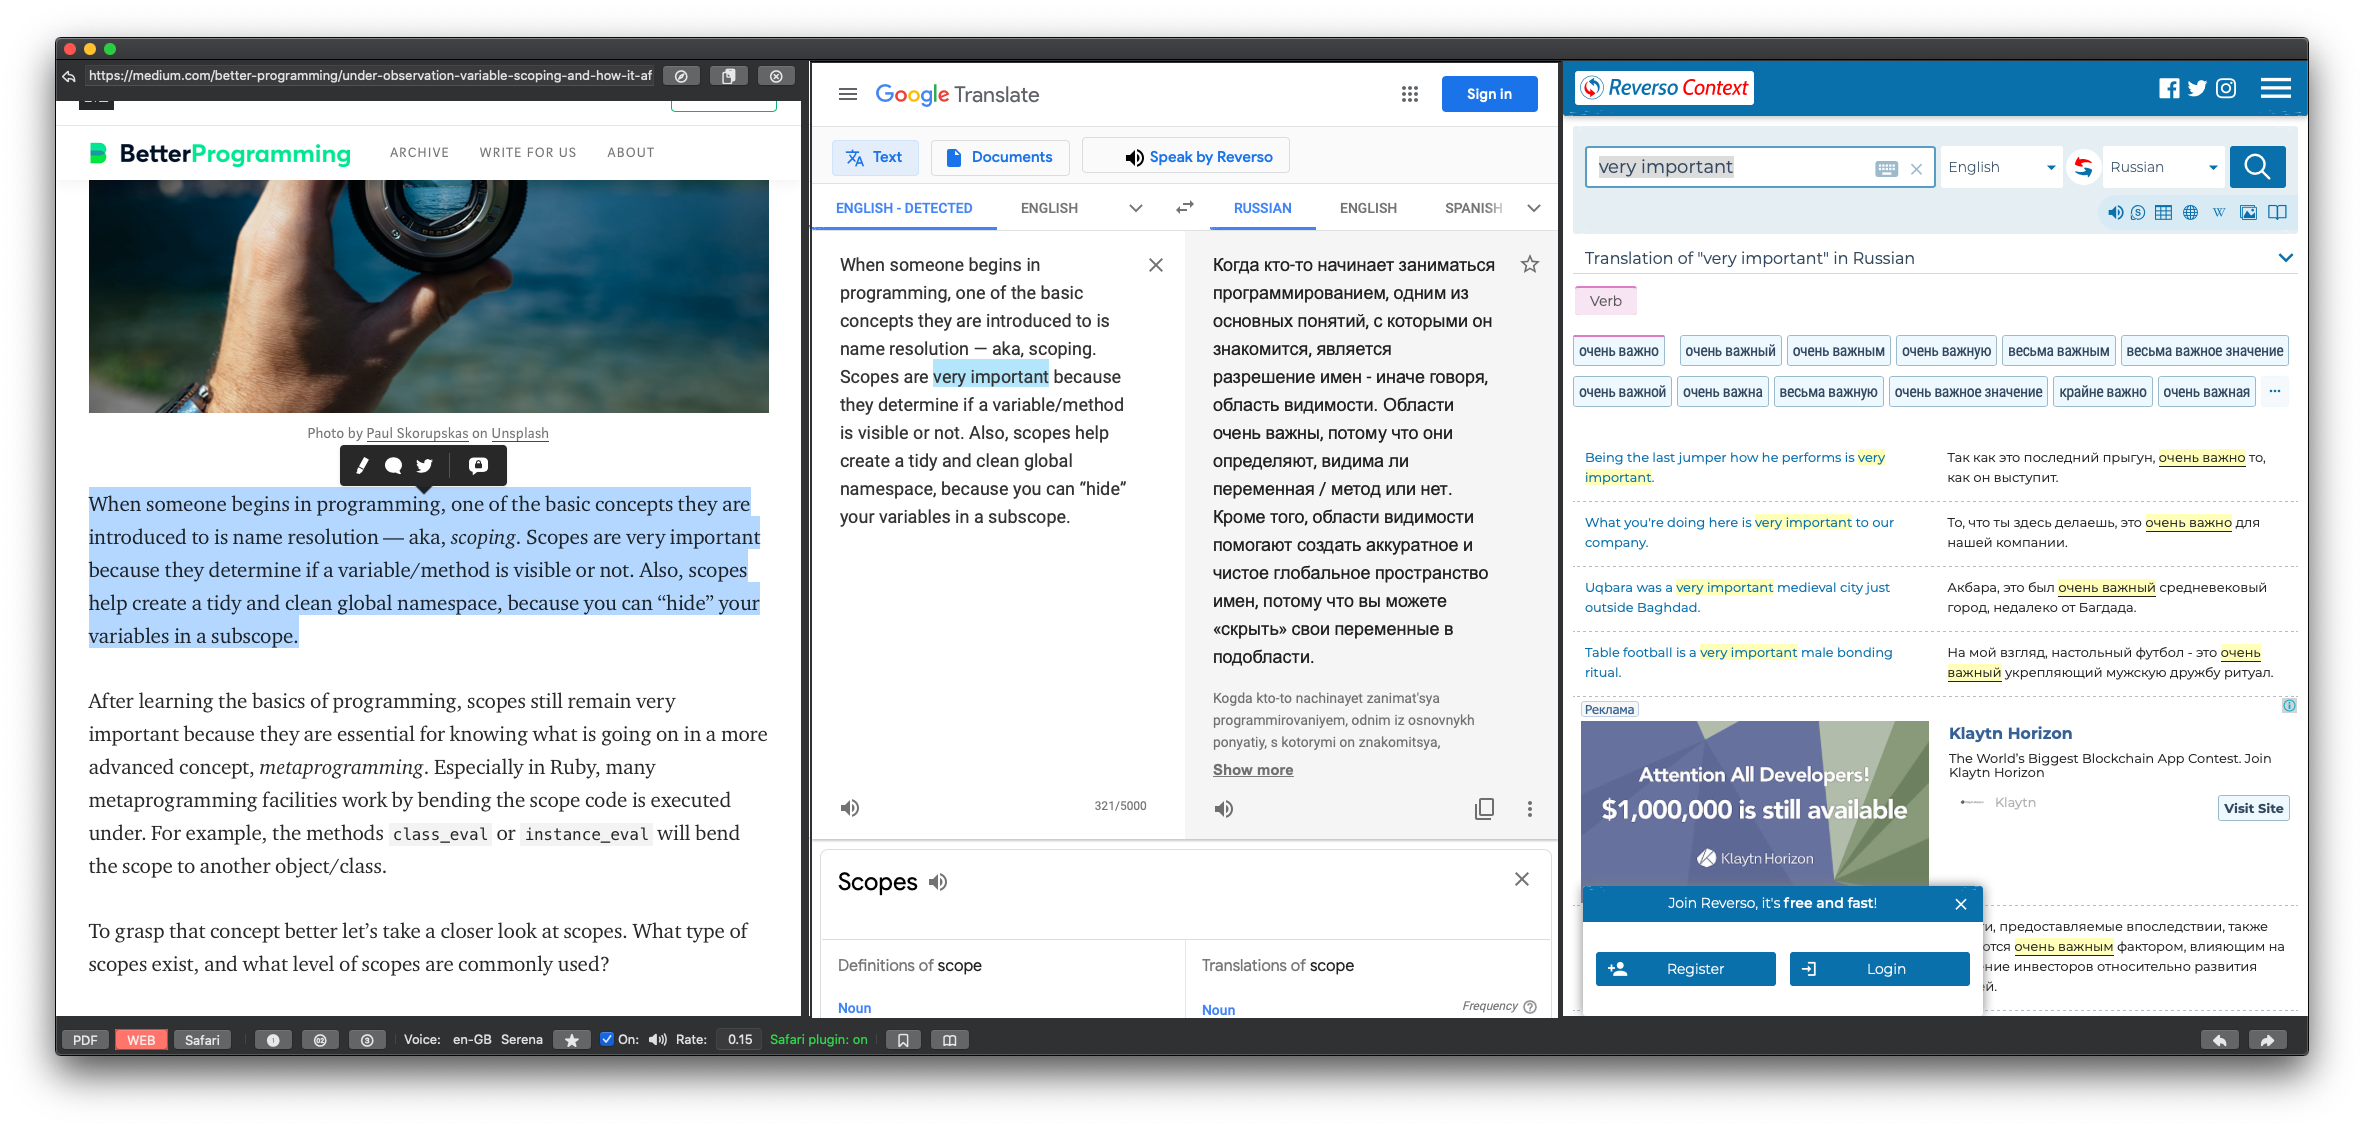 https://medium.com/better-programming/under-observation-variable-scoping-and-how-it-af
BetterProgramming
ARCHIVE
WRITE FOR US
ABOUT
Photo by Paul Skorupskas on Unsplash
When someone begins in programming, one of the basic concepts they are
introduced to is name resolution — aka, scoping. Scopes are very important
because they determine if a variable/method is visible or not. Also, scopes
help create a tidy and clean global namespace, because you can “hide” your
variables in a subscope.
After learning the basics of programming, scopes still remain very
important because they are essential for knowing what is going on in a more
advanced concept, metaprogramming. Especially in Ruby, many
metaprogramming facilities work by bending the scope code is executed
under. For example, the methods class_eval or instance_eval will bend
the scope to another object/class.
To grasp that concept better let’s take a closer look at scopes. What type of
scopes exist, and what level of scopes are commonly used?
Google Translate
Sign in
Text
Documents
Speak by Reverso
ENGLISH - DETECTED
ENGLISH
RUSSIAN
ENGLISH
SPANISH
When someone begins in
programming, one of the basic
concepts they are introduced to is
name resolution — aka, scoping.
Scopes are very important because
they determine if a variable/method
is visible or not. Also, scopes help
create a tidy and clean global
namespace, because you can “hide”
your variables in a subscope.
321/5000
Когда кто-то начинает заниматься
программированием, одним из
основных понятий, с которыми он
знакомится, является
разрешение имен - иначе говоря,
область видимости. Области
очень важны, потому что они
определяют, видима ли
переменная / метод или нет.
Кроме того, области видимости
помогают создать аккуратное и
чистое глобальное пространство
имен, потому что вы можете
«скрыть» свои переменные в
подобласти.
Kogda kto-to nachinayet zanimat'sya
programmirovaniyem, odnim iz osnovnykh
ponyatiy, s kotorymi on znakomitsya,
Show more
Scopes
Definitions of scope
Noun
Translations of scope
Noun
Frequency
Reverso Context
very important
English
Russian
W
Translation of "very important" in Russian
Verb
очень важно
очень важный
очень важным
очень важную
весьма важным
весьма важное значение
очень важной
очень важна
весьма важную
очень важное значение
крайне важно
очень важная
...
Being the last jumper how he performs is very
important.
Так как это последний прыгун, очень важно то,
как он выступит.
What you're doing here is very important to our
company.
То, что ты здесь делаешь, это очень важно для
нашей компании.
Uqbara was a very important medieval city just
outside Baghdad.
Акбара, это был очень важный средневековый
город, недалеко от Багдада.
Table football is a very important male bonding
ritual.
На мой взгляд, настольный футбол - это очень
важный укрепляющий мужскую дружбу ритуал.
Реклама
Attention All Developers!
$1,000,000 is still available
Klaytn Horizon
Klaytn Horizon
The World’s Biggest Blockchain App Contest. Join
Klaytn Horizon
Klaytn
Visit Site
Join Reverso, it's free and fast!
Register
Login
и, предоставляемые впоследствии, также
ются очень важным фактором, влияющим на
ние инвесторов относительно развития
й.
PDF
WEB
Safari
Voice: en-GB Serena
On:
Rate: 0.15
Safari plugin: on